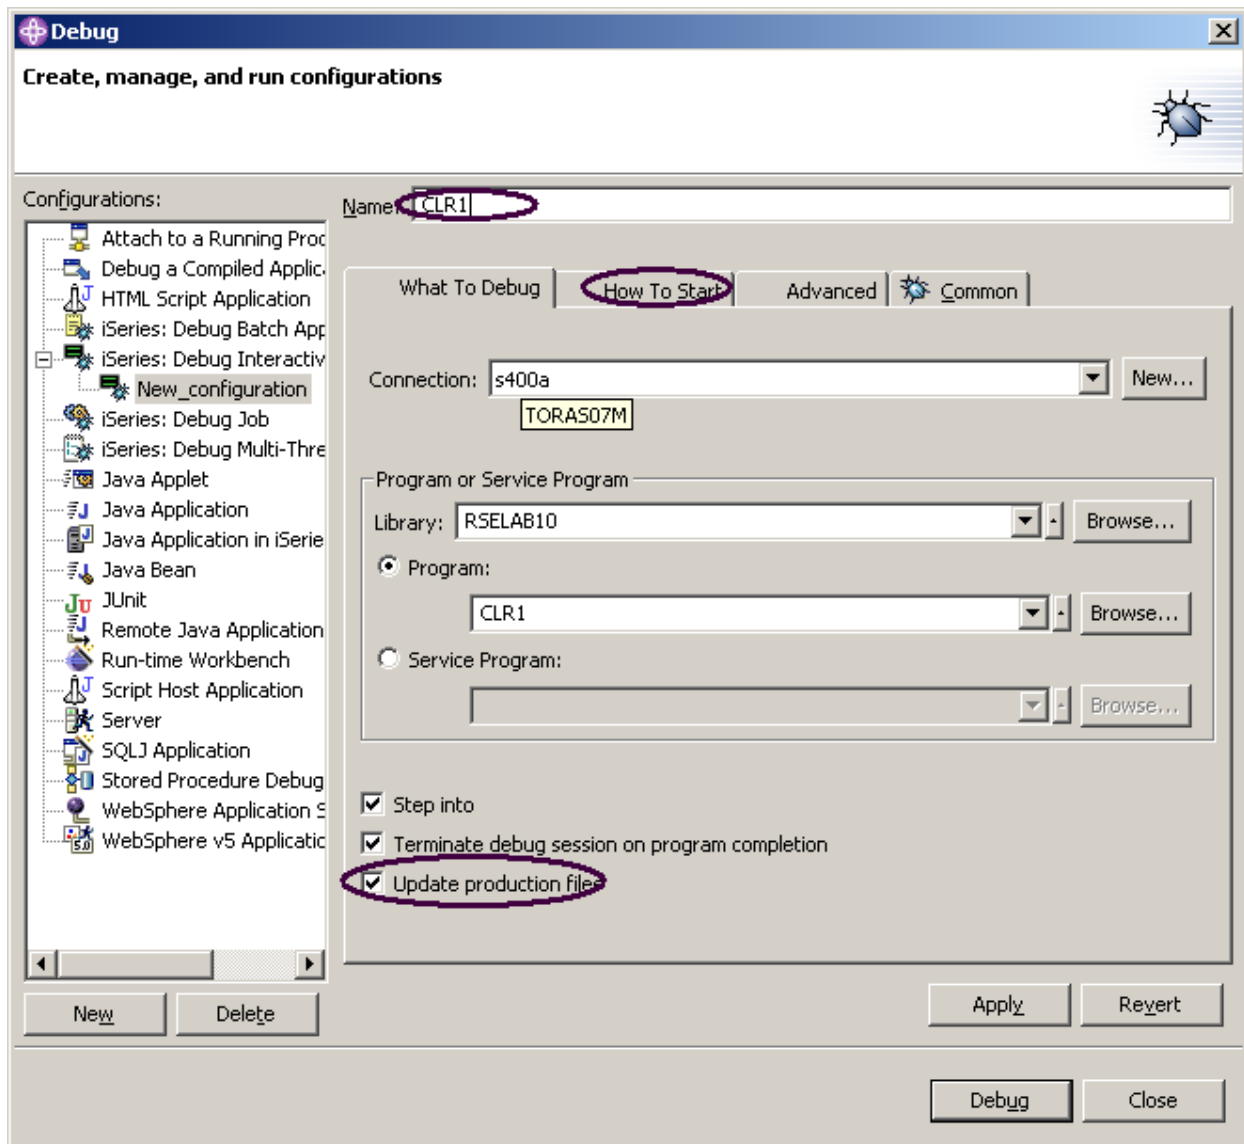 Debug
Create, manage, and run configurations
Configurations:
Attach to a Running Proc
Debug a Compiled Applic
HTML Script Application
iSeries: Debug Batch App
iSeries: Debug Interactiv
New_configuration
iSeries: Debug Job
iSeries: Debug Multi-Thre
Java Applet
Java Application
Java Application in iSerie
Java Bean
JUnit
Remote Java Application
Run-time Workbench
Script Host Application
Server
SQLJ Application
Stored Procedure Debug
WebSphere Application S
WebSphere v5 Applicatic
New Delete
Name: CLR1
What To Debug How To Start Advanced Common
Connection: s400a New...
TORAS07M
Program or Service Program
Library: RSELAB10 Browse...
Program:
CLR1 Browse...
Service Program:
Browse...
Step into
Terminate debug session on program completion
Update production files
Apply Revert
Debug Close